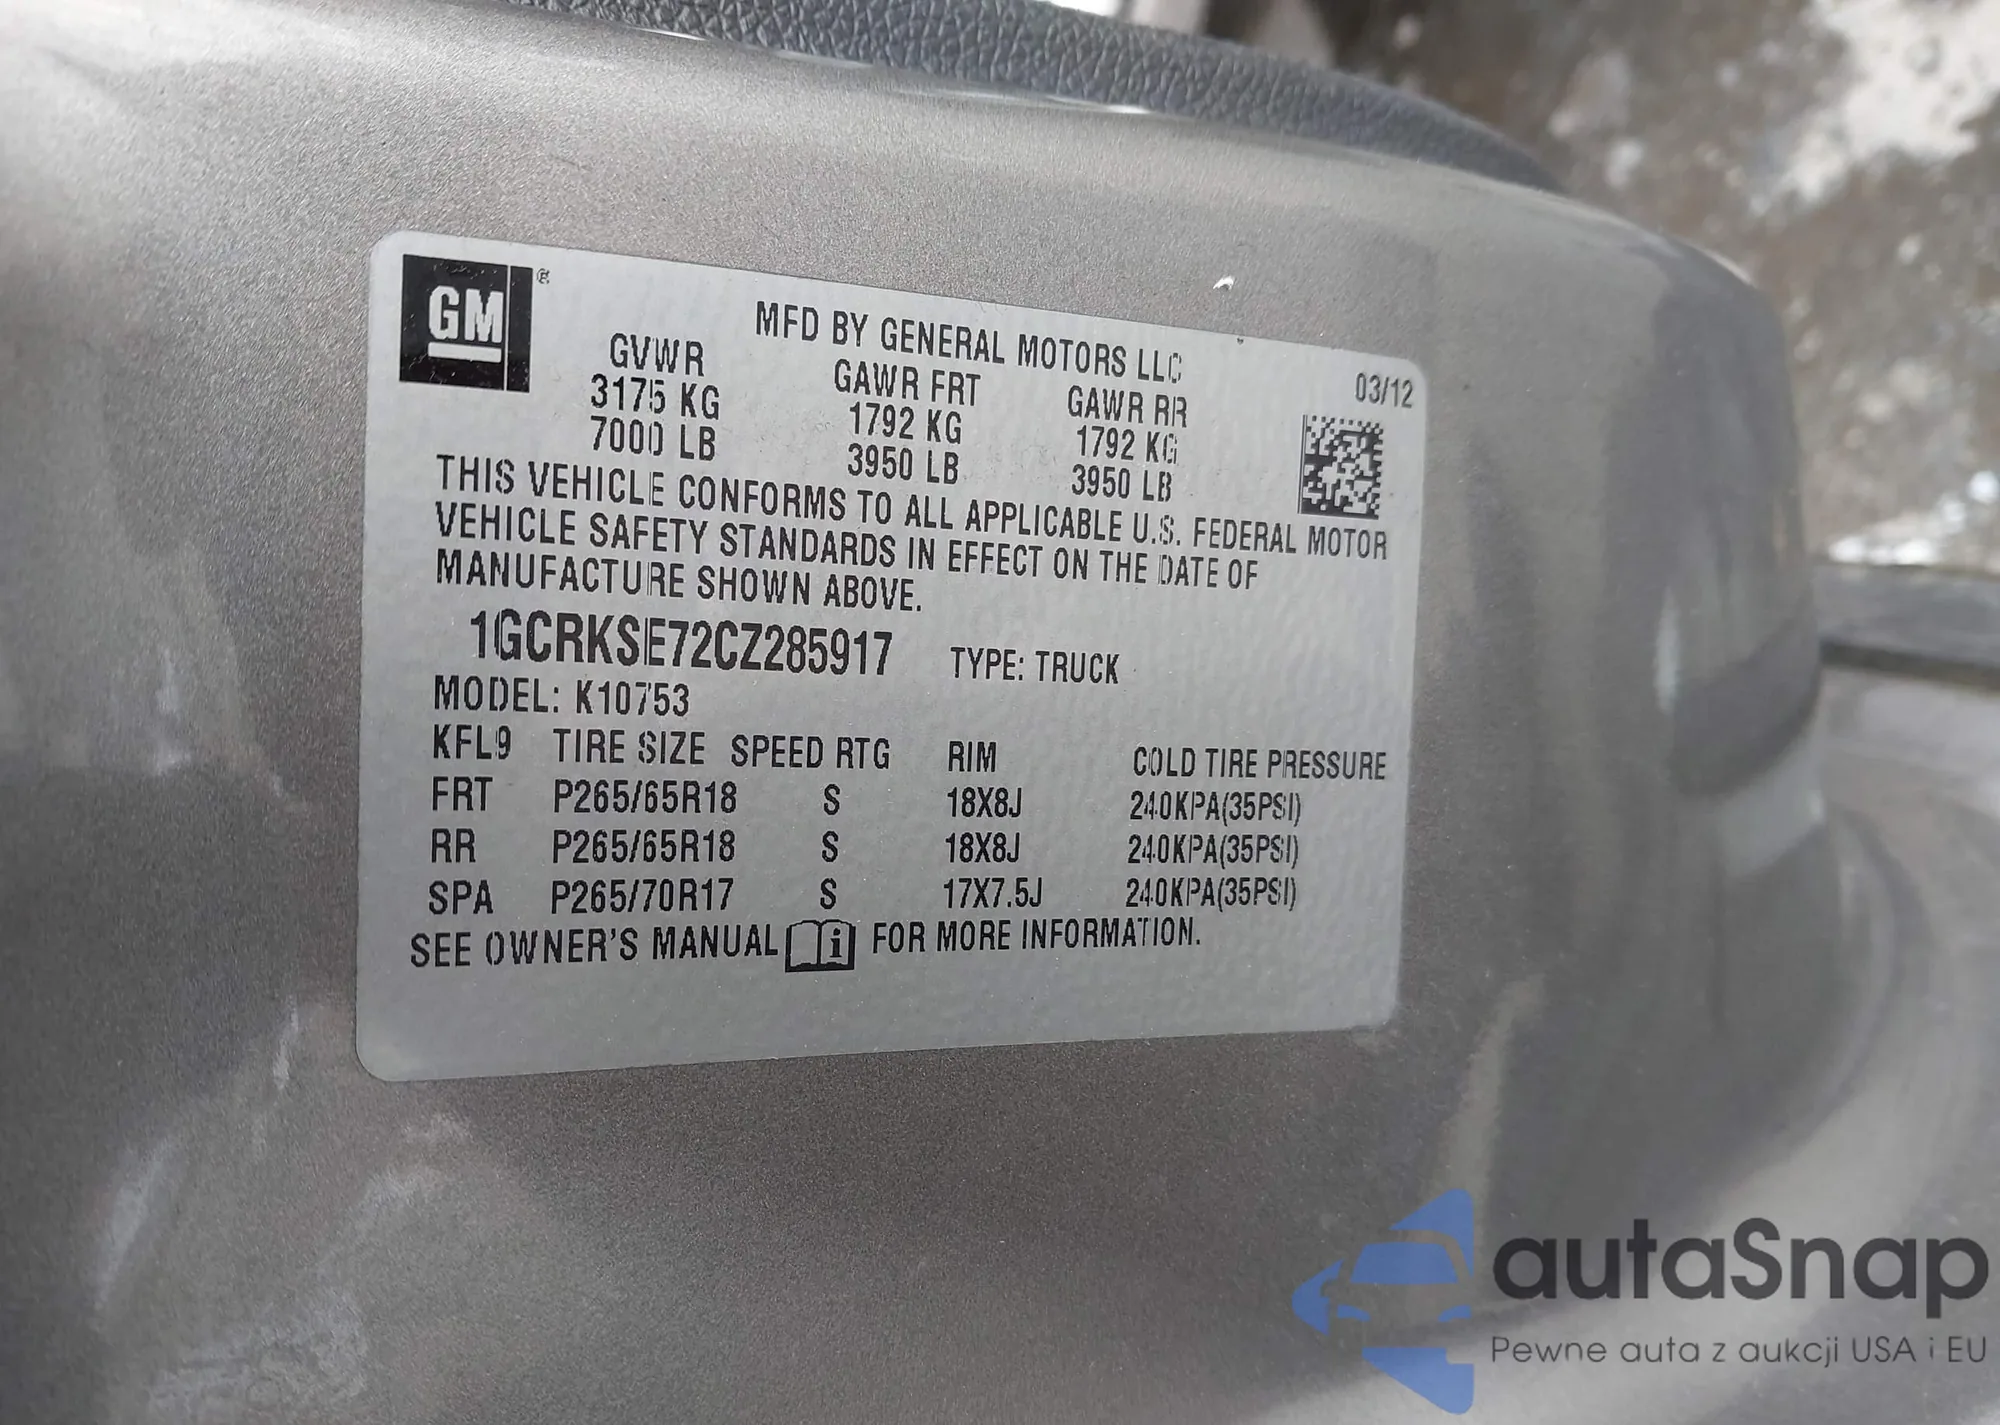 GM ®
MFD BY GENERAL MOTORS LLC
03/12
GVWR GAWR FRT GAWR RR
3175 KG 1792 KG 1792 KG
7000 LB 3950 LB 3950 LB
THIS VEHICLE CONFORMS TO ALL APPLICABLE U.S. FEDERAL MOTOR
VEHICLE SAFETY STANDARDS IN EFFECT ON THE DATE OF
MANUFACTURE SHOWN ABOVE.
1GCRKSE72CZ285917 TYPE: TRUCK
MODEL: K10753
KFL9 TIRE SIZE SPEED RTG RIM COLD TIRE PRESSURE
FRT P265/65R18 S 18X8J 240KPA(35PSI)
RR P265/65R18 S 18X8J 240KPA(35PSI)
SPA P265/70R17 S 17X7.5J 240KPA(35PSI)
SEE OWNER'S MANUAL i FOR MORE INFORMATION.
autaSnap
Pewne auta z aukcji USA i EU